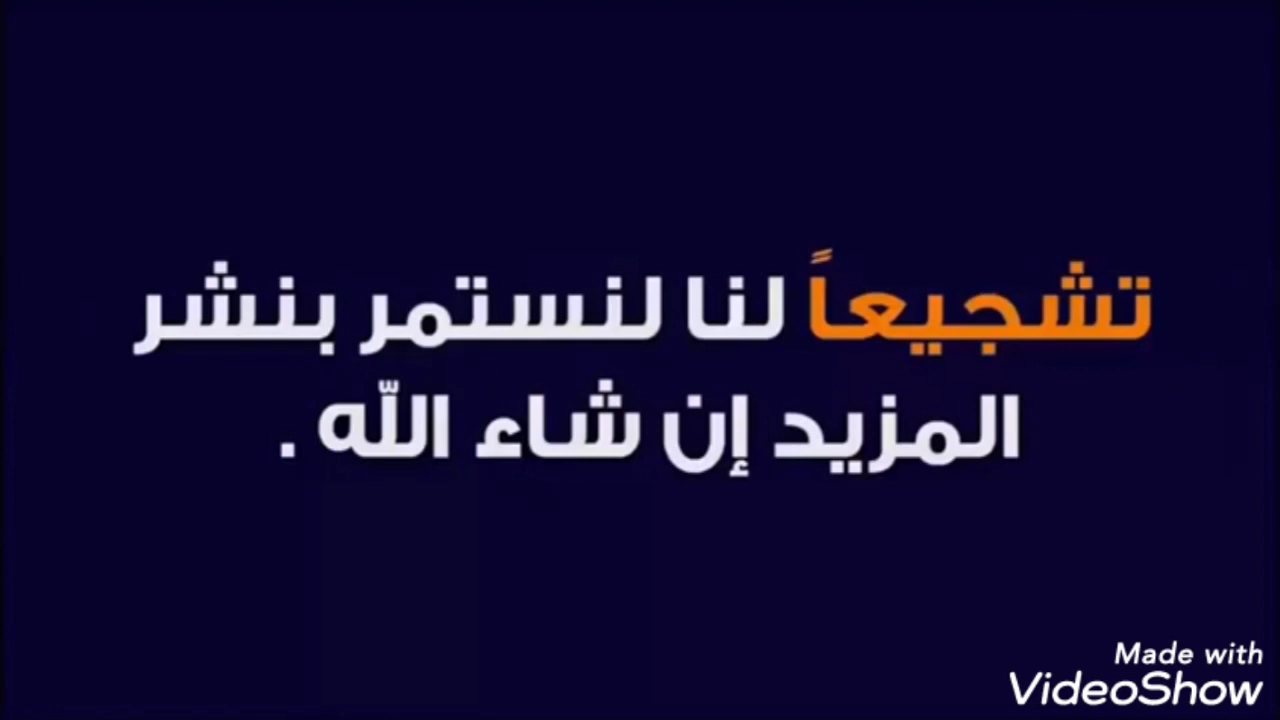 تشجيعاً لنا لنستمر بنشر
المزيد إن شاء الله .
Made with
VideoShow